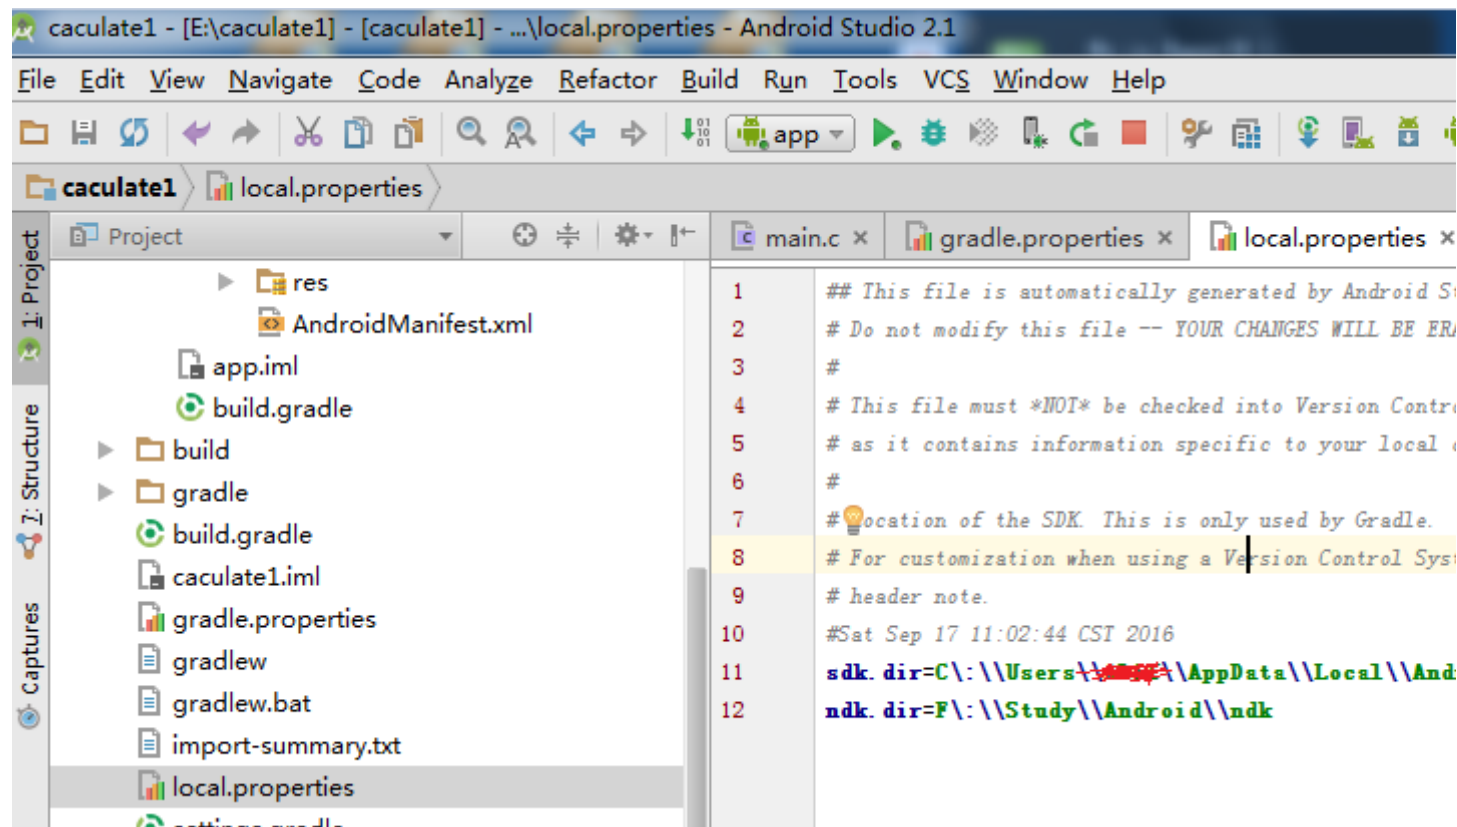 caculate1 - [E:\caculate1] - [caculate1] - ...\local.properties - Android Studio 2.1
File Edit View Navigate Code Analyze Refactor Build Run Tools VCS Window Help
app
caculate1 local.properties
Project
main.c × gradle.properties × local.properties ×
1: Project
7: Structure
Captures
res
AndroidManifest.xml
app.iml
build.gradle
build
gradle
build.gradle
caculate1.iml
gradle.properties
gradlew
gradlew.bat
import-summary.txt
local.properties
settings.gradle
1 ## This file is automatically generated by Android
2 # Do not modify this file -- YOUR CHANGES WILL BE
3 #
4 # This file must *NOT* be checked into Version
5 # as it contains information specific to your local
6 #
7 # ocation of the SDK. This is only used by Gradle.
8 # For customization when using a Version Control
9 # header note.
10 #Sat Sep 17 11:02:44 CST 2016
11 sdk.dir=C\:\\Users\\ \\AppData\\Local\\
12 ndk.dir=F\:\\Study\\Android\\ndk